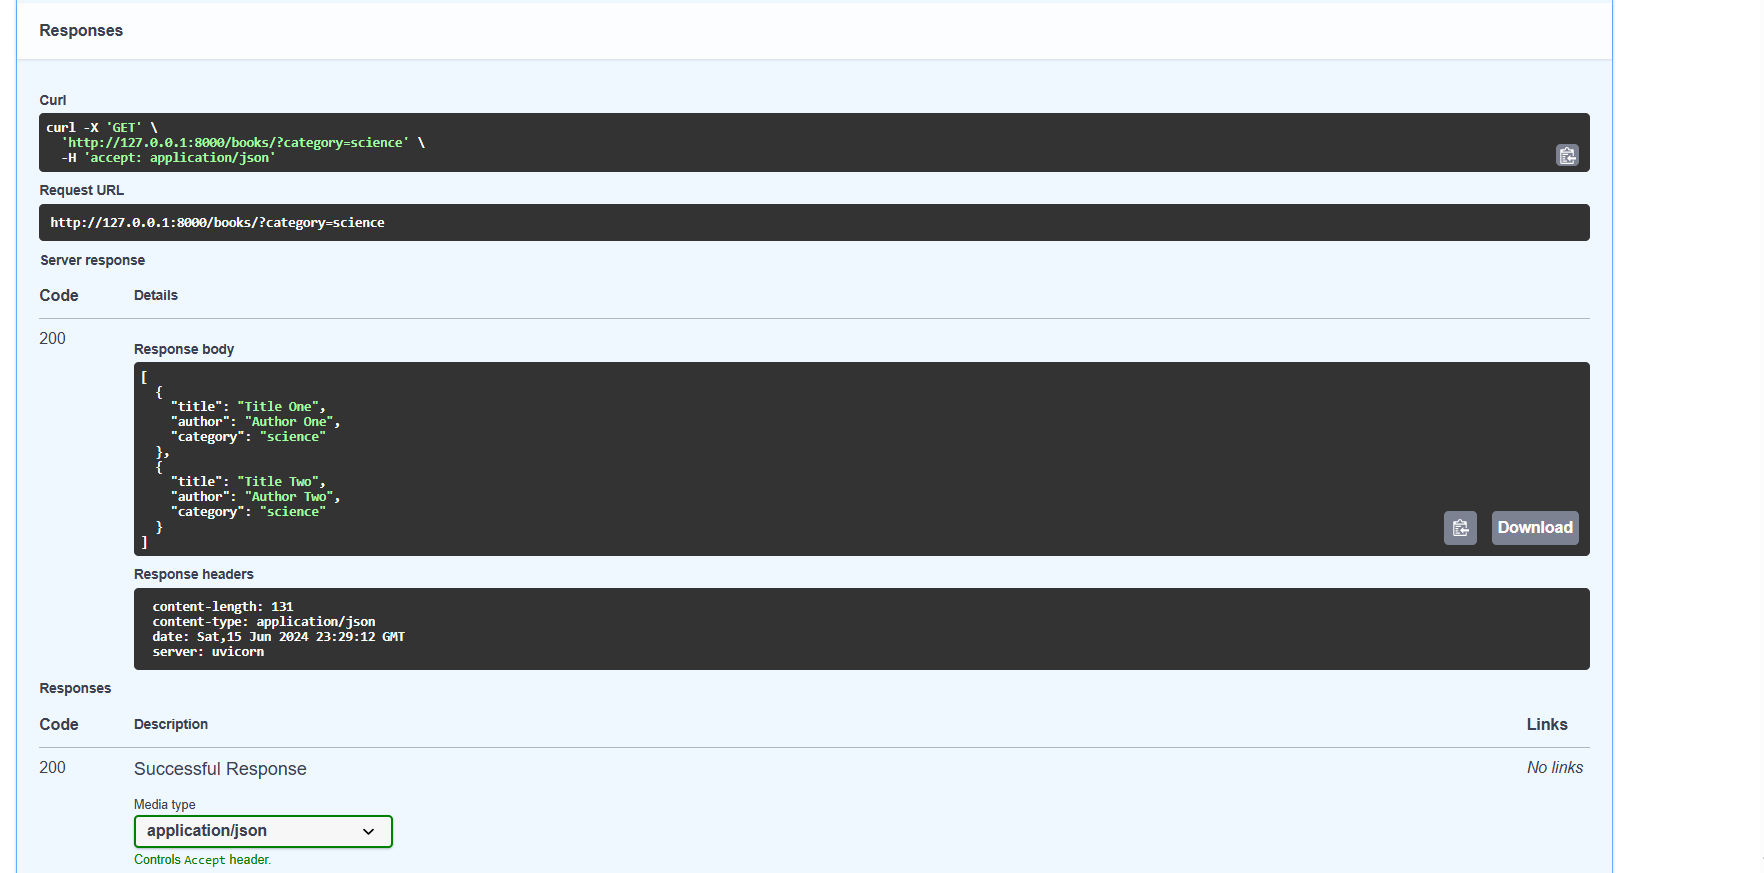 Responses
Curl
curl -X 'GET' \
  'http://127.0.0.1:8000/books/?category=science' \
  -H 'accept: application/json'
Request URL
http://127.0.0.1:8000/books/?category=science
Server response
Code Details
200
Response body
[
  {
    "title": "Title One",
    "author": "Author One",
    "category": "science"
  },
  {
    "title": "Title Two",
    "author": "Author Two",
    "category": "science"
  }
]
Download
Response headers
content-length: 131
content-type: application/json
date: Sat,15 Jun 2024 23:29:12 GMT
server: uvicorn
Responses
Code Description Links
200 Successful Response No links
Media type
application/json
Controls Accept header.